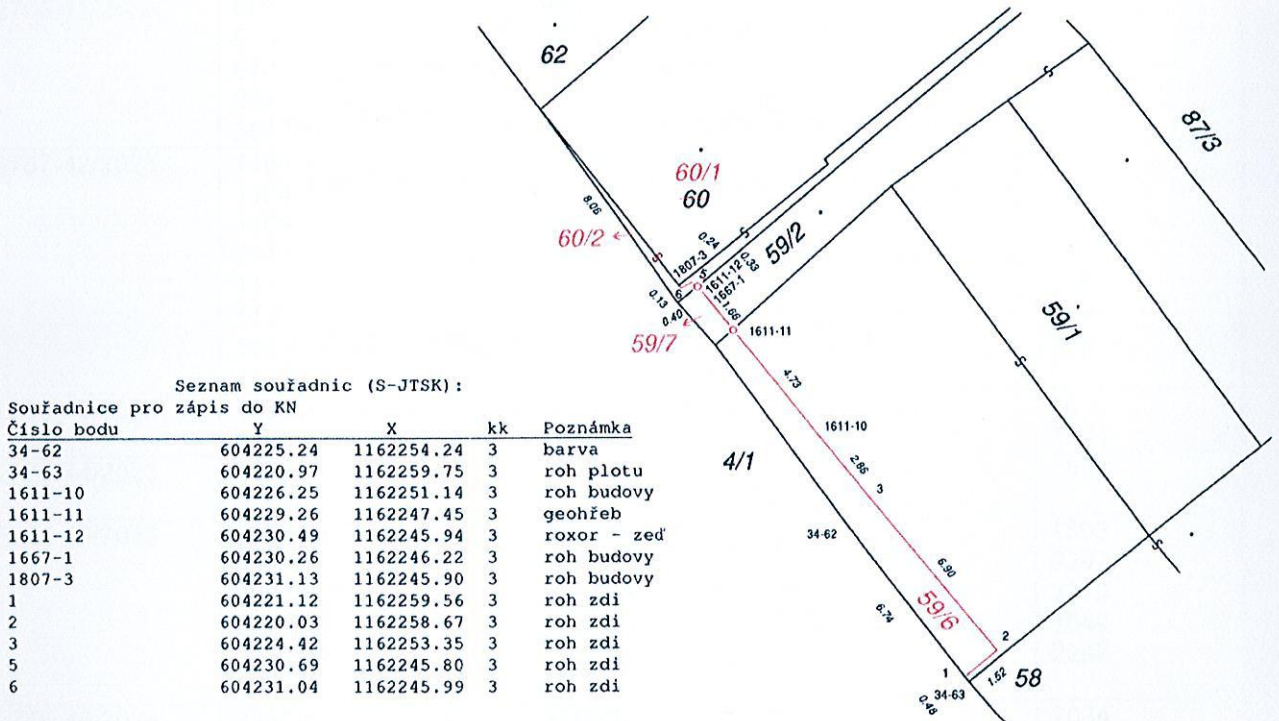 62
87/3
60/1
60
8.06
60/2
0.24
1807-3
59/2
0.33
5
1611-12
1667-1
6
1.66
0.13
0.40
1611-11
59/7
59/1
4.73
1611-10
4/1
2.86
3
34-62
6.90
59/6
6.74
2
1
1.52
58
34-63
0.48
Seznam souřadnic (S-JTSK):
Souřadnice pro zápis do KN
Číslo bodu Y X kk Poznámka
34-62 604225.24 1162254.24 3 barva
34-63 604220.97 1162259.75 3 roh plotu
1611-10 604226.25 1162251.14 3 roh budovy
1611-11 604229.26 1162247.45 3 geohřeb
1611-12 604230.49 1162245.94 3 roxor - zeď
1667-1 604230.26 1162246.22 3 roh budovy
1807-3 604231.13 1162245.90 3 roh budovy
1 604221.12 1162259.56 3 roh zdi
2 604220.03 1162258.67 3 roh zdi
3 604224.42 1162253.35 3 roh zdi
5 604230.69 1162245.80 3 roh zdi
6 604231.04 1162245.99 3 roh zdi